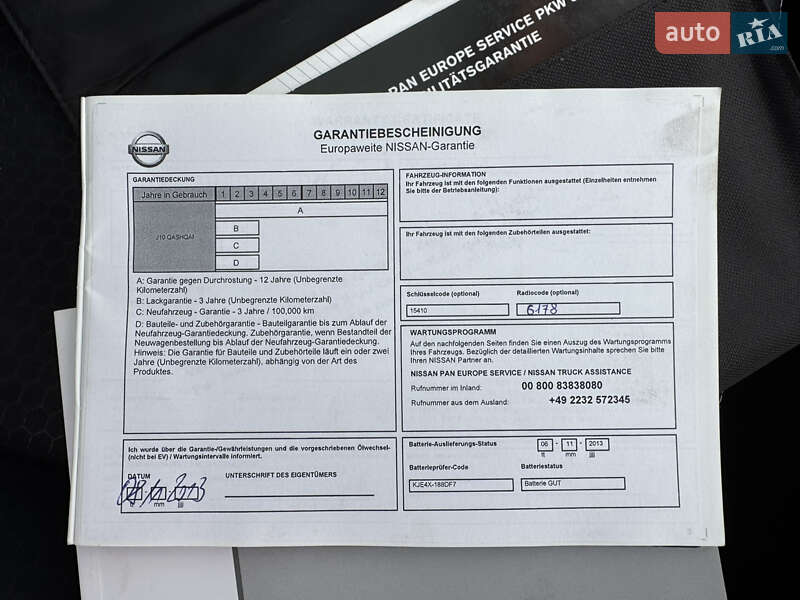 PAN EUROPE SERVICE PKW
ILITÄTSGARANTIE
auto RIA
.com
NISSAN
GARANTIEBESCHEINIGUNG
Europaweite NISSAN-Garantie
GARANTIEDECKUNG
Jahre in Gebrauch 1 2 3 4 5 6 7 8 9 10 11 12
A
J10 QASHQAI
B
C
D
A: Garantie gegen Durchrostung - 12 Jahre (Unbegrenzte
Kilometerzahl)
B: Lackgarantie - 3 Jahre (Unbegrenzte Kilometerzahl)
C: Neufahrzeug - Garantie - 3 Jahre / 100,000 km
D: Bauteile- und Zubehörgarantie - Bauteilgarantie bis zum Ablauf der
Neufahrzeug-Garantiedeckung. Zubehörgarantie, wenn Bestandteil der
Neuwagenbestellung bis Ablauf der Neufahrzeug-Garantiedeckung.
Hinweis: Die Garantie für Bauteile und Zubehörteile läuft ein oder zwei
Jahre (Unbegrenzte Kilometerzahl), abhängig von der Art des
Produktes.
Ich wurde über die Garantie-/Gewährleistungen und die vorgeschriebenen Ölwechsel-
(nicht bei EV) / Wartungsintervalle informiert.
DATUM UNTERSCHRIFT DES EIGENTÜMERS
tt mm jjjj
FAHRZEUG-INFORMATION
Ihr Fahrzeug ist mit den folgenden Funktionen ausgestattet (Einzelheiten entnehmen
Sie bitte der Betriebsanleitung):
Ihr Fahrzeug ist mit den folgenden Zubehörteilen ausgestattet:
Schlüsselcode (optional) Radiocode (optional)
15410 6178
WARTUNGSPROGRAMM
Auf den nachfolgenden Seiten finden Sie einen Auszug des Wartungsprogramms
Ihres Fahrzeugs. Bezüglich der detaillierten Wartungsinhalte sprechen Sie bitte
Ihren NISSAN Partner an.
NISSAN PAN EUROPE SERVICE / NISSAN TRUCK ASSISTANCE
Rufnummer im Inland: 00 800 83838080
Rufnummer aus dem Ausland: +49 2232 572345
Batterie-Auslieferungs-Status 06 - 11 - 2013
tt mm jjjj
Batterieprüfer-Code Batteriestatus
KJE4X-188DF7 Batterie GUT